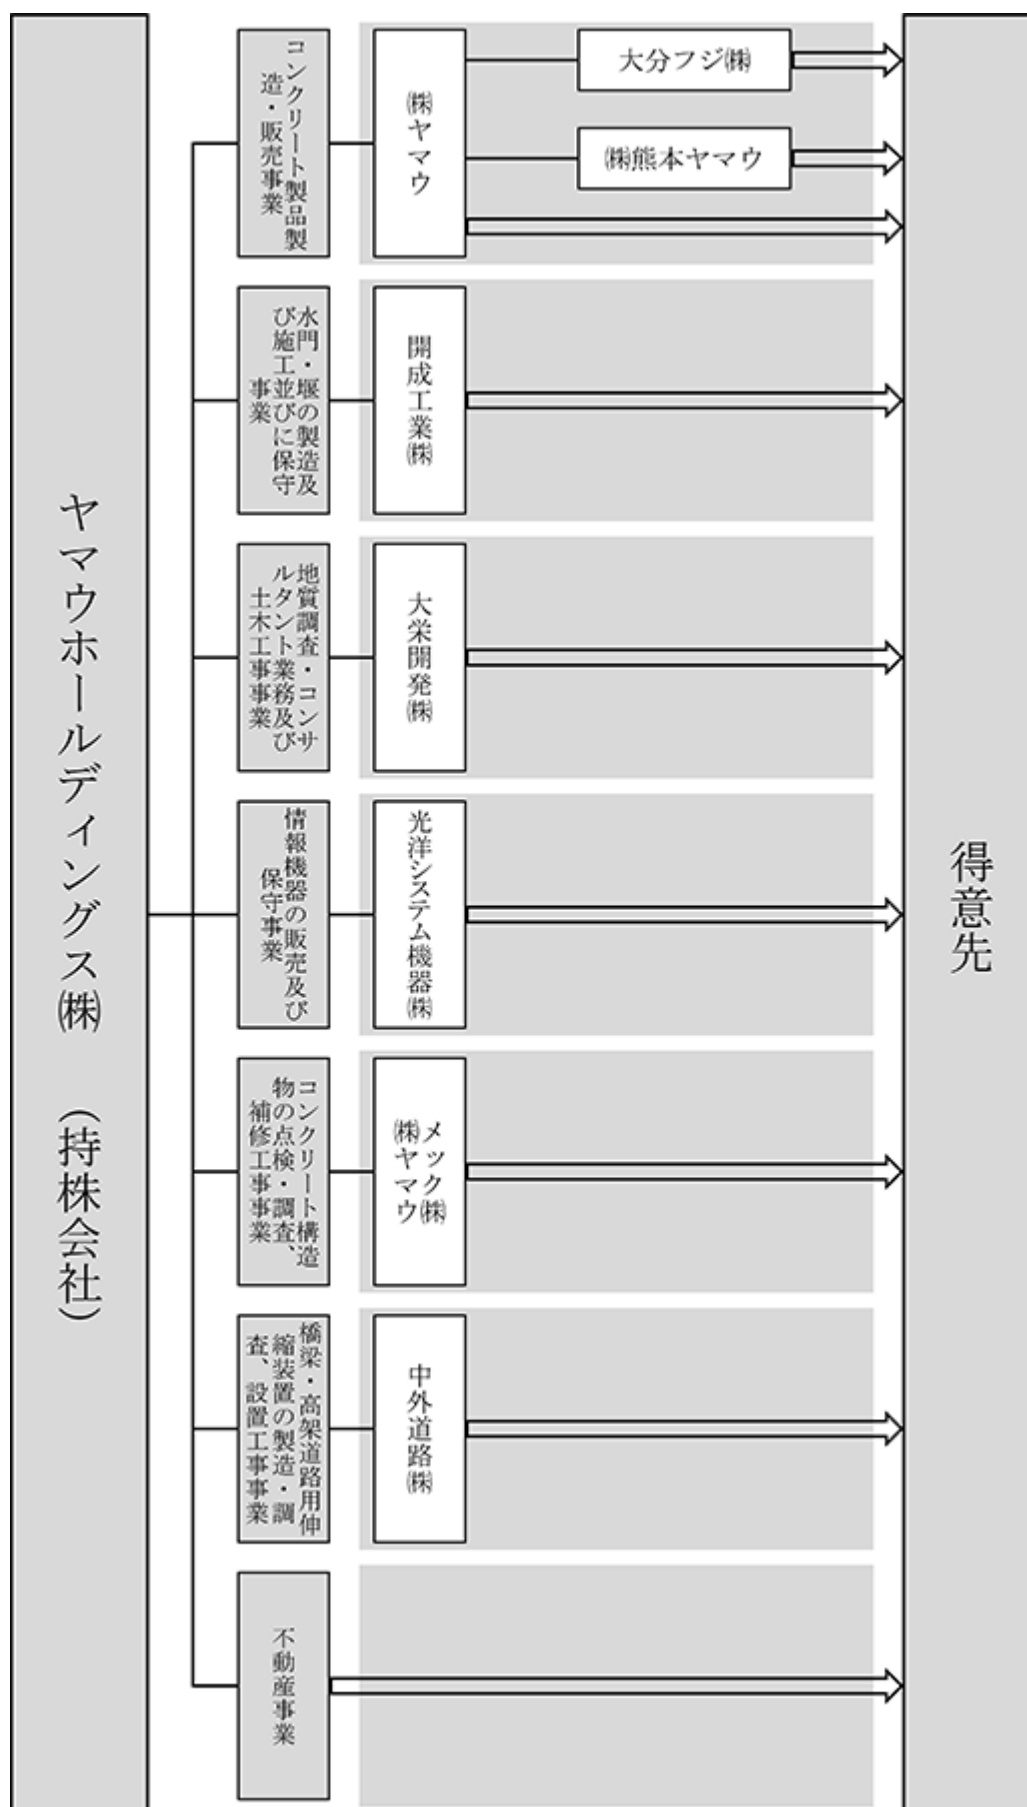 ヤマウホールディングス㈱ (持株会社)
コンクリート製品製
造・販売事業
㈱ヤマウ
大分フジ㈱
㈱熊本ヤマウ
水門・堰の製造及
び施工並びに保守
事業
開成工業㈱
地質調査・コンサ
ルタント業務及び
土木工事事業
大栄開発㈱
情報機器の販売及び
保守事業
光洋システム機器㈱
コンクリート構造
物の点検・調査、
補修工事事業
メック㈱
㈱ヤマウ
橋梁・高架道路用伸
縮装置の製造・調
査、設置工事事業
中外道路㈱
不動産事業
得意先